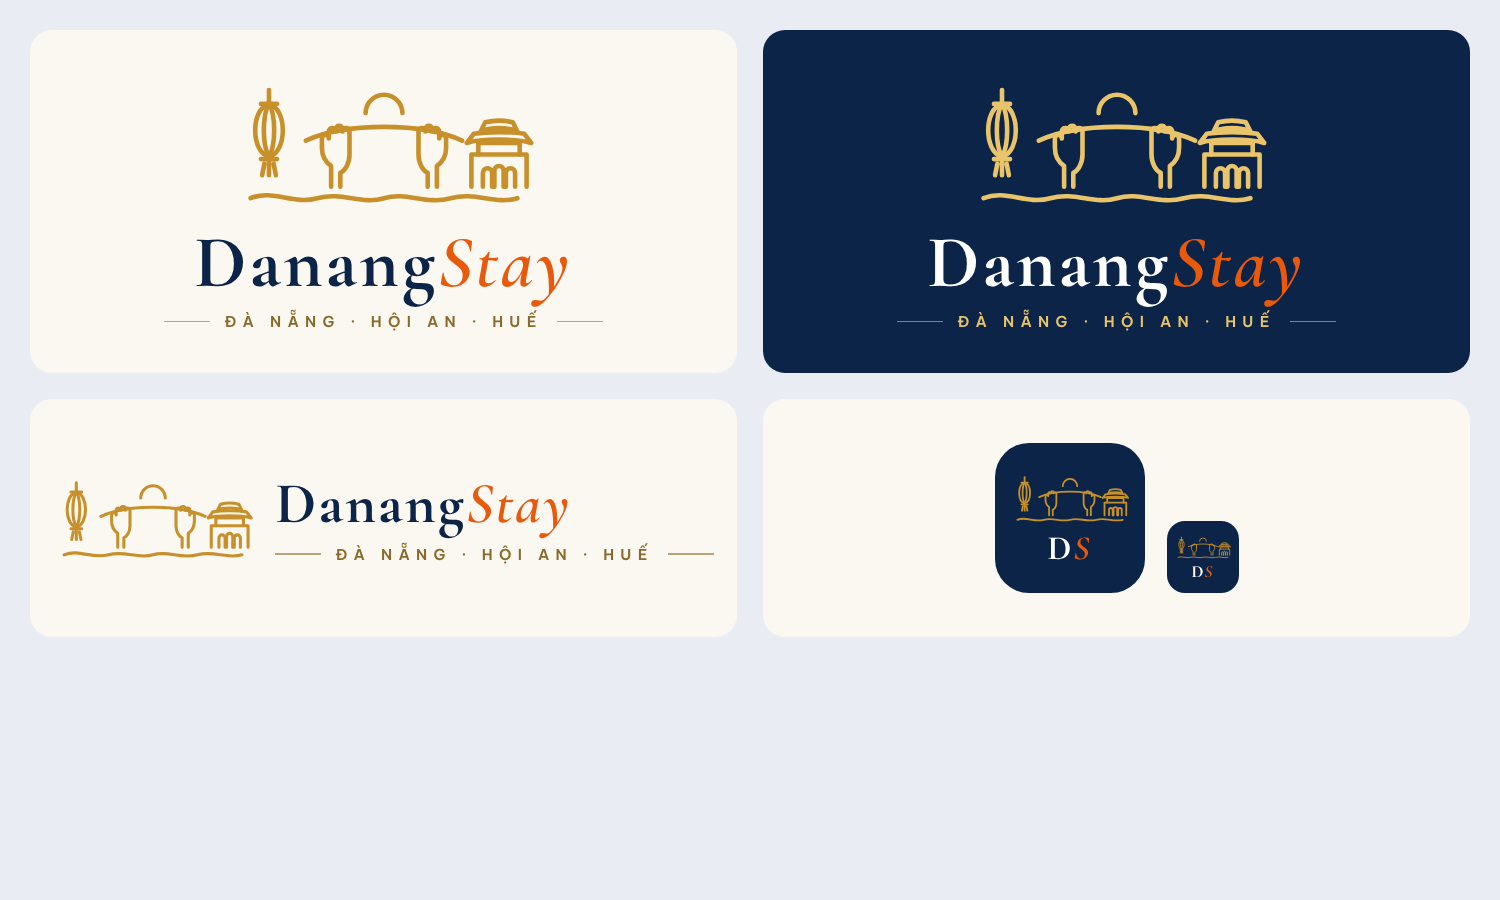 DanangStay
ĐÀ NẴNG · HỘI AN · HUẾ
DanangStay
ĐÀ NẴNG · HỘI AN · HUẾ
DanangStay
ĐÀ NẴNG · HỘI AN · HUẾ
DS
DS